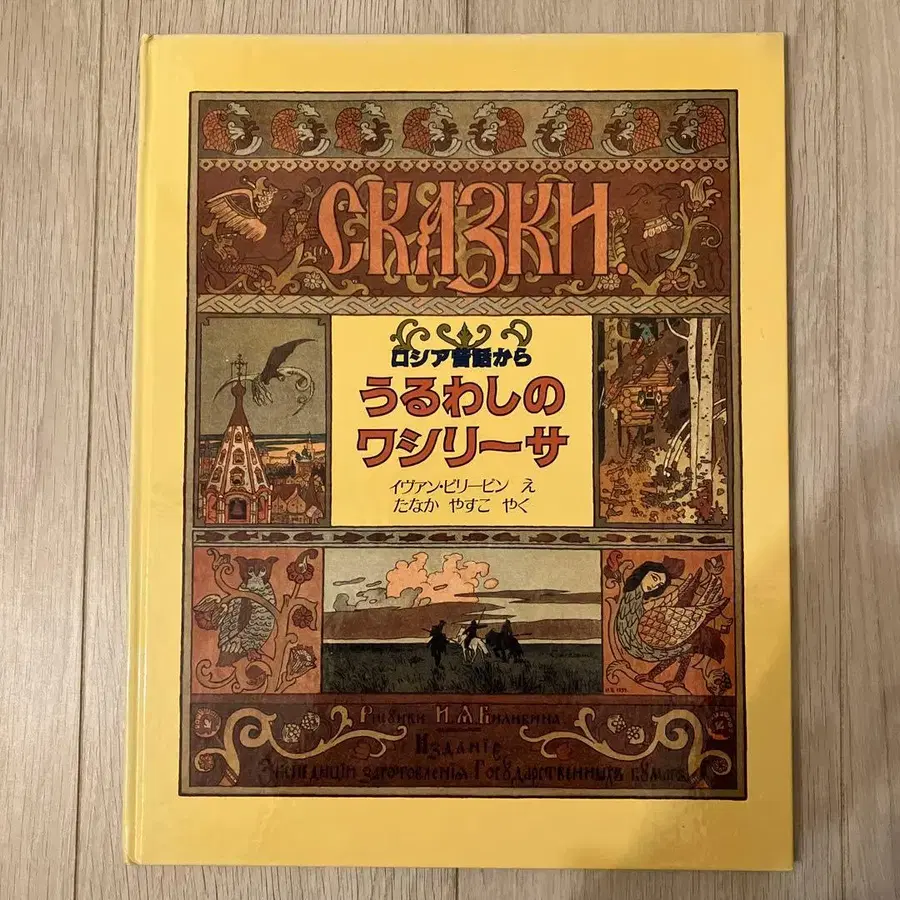 СКАЗКИ.
ロシア昔話から
うるわしの
ワシリーサ
イヴァン・ビリービン え
たなか やすこ やく
Рисунки И.Я.Билибина
Изданіе
Экспедиціи заготовленія Государственныхъ бумагъ